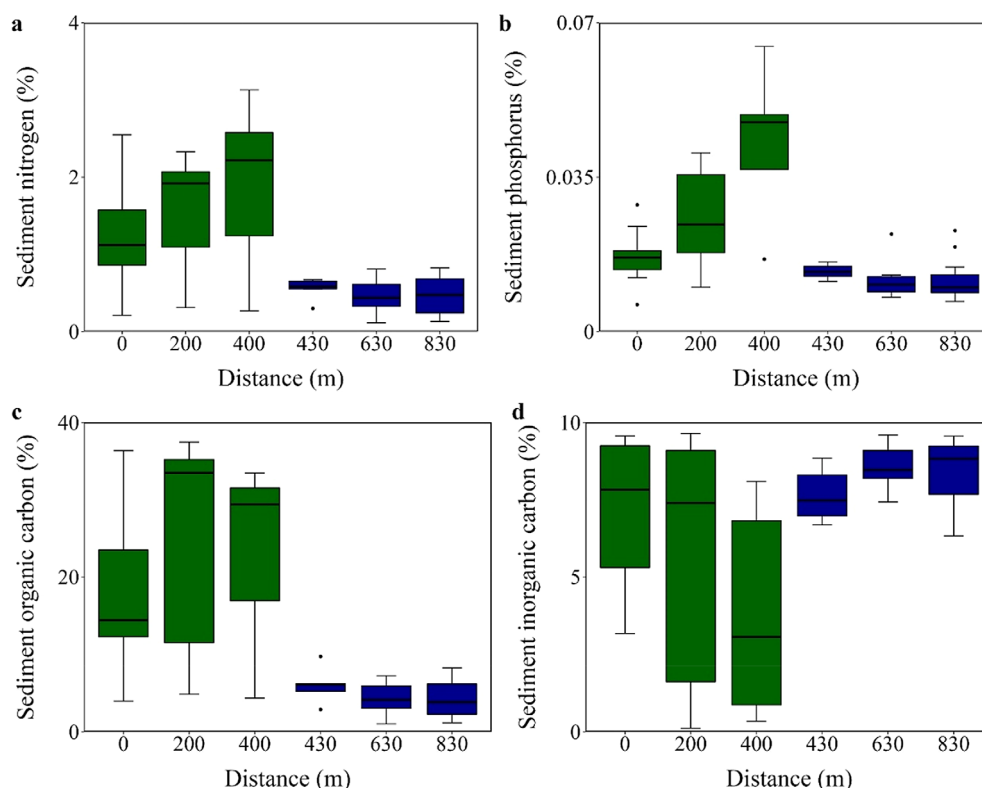 a
Sediment nitrogen (%)
4
2
0
0 200 400 430 630 830
Distance (m)
b
Sediment phosphorus (%)
0.07
0.035
0
0 200 400 430 630 830
Distance (m)
c
Sediment organic carbon (%)
40
20
0
0 200 400 430 630 830
Distance (m)
d
Sediment inorganic carbon (%)
10
5
0
0 200 400 430 630 830
Distance (m)